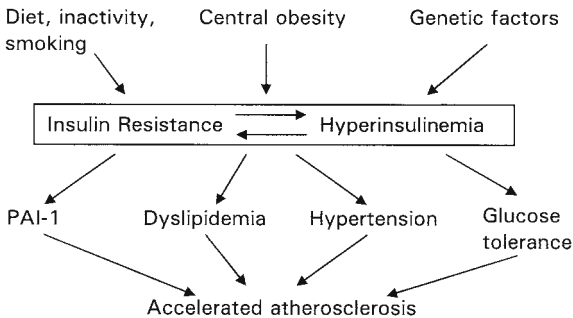 Diet, inactivity,
smoking
Central obesity
Genetic factors
Insulin Resistance
Hyperinsulinemia
PAI-1
Dyslipidemia
Hypertension
Glucose
tolerance
Accelerated atherosclerosis